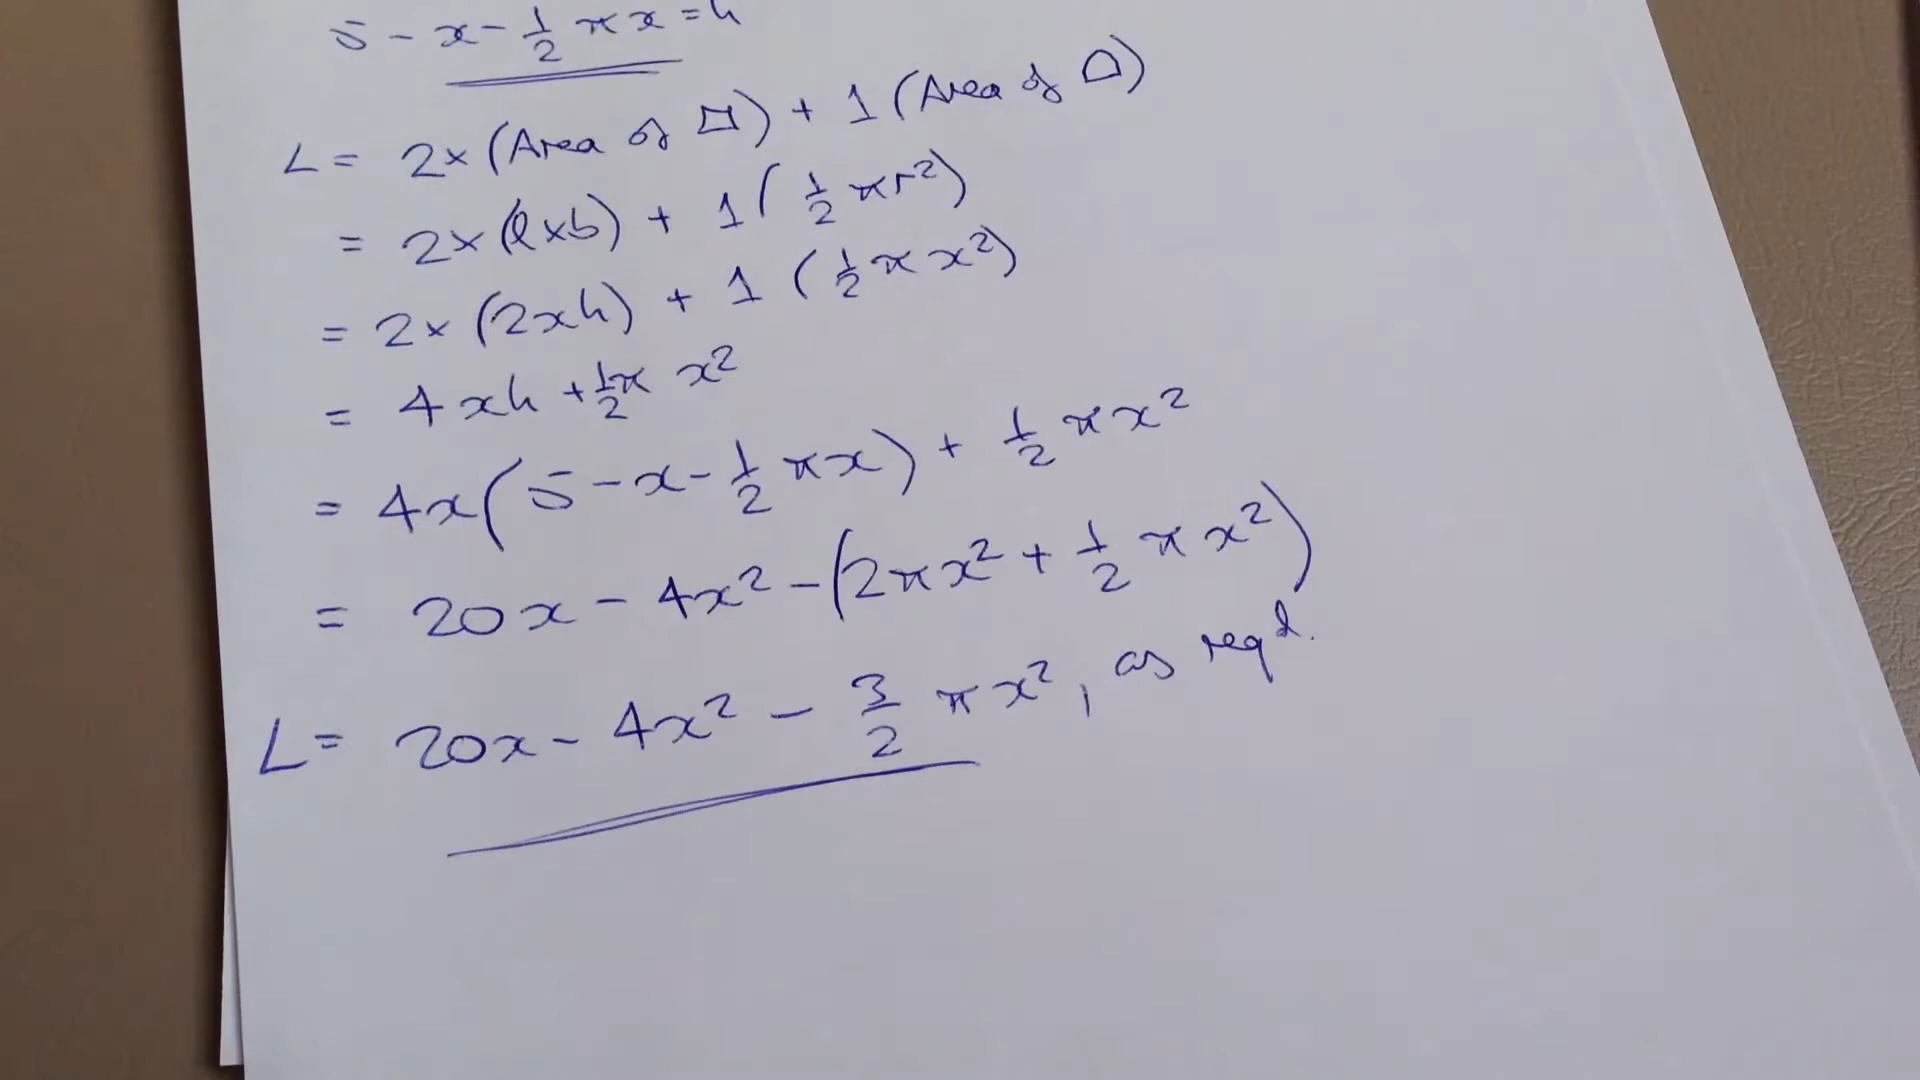 5 - x - 1/2 πx = h
L = 2 × (Area of ▭) + 1 (Area of ⌓)
= 2 × (l × b) + 1 (1/2 πr²)
= 2 × (2xh) + 1 (1/2 π x²)
= 4xh + 1/2 π x²
= 4x (5 - x - 1/2 πx) + 1/2 πx²
= 20x - 4x² - (2πx² + 1/2 πx²)
L = 20x - 4x² - 3/2 πx², as reqd.